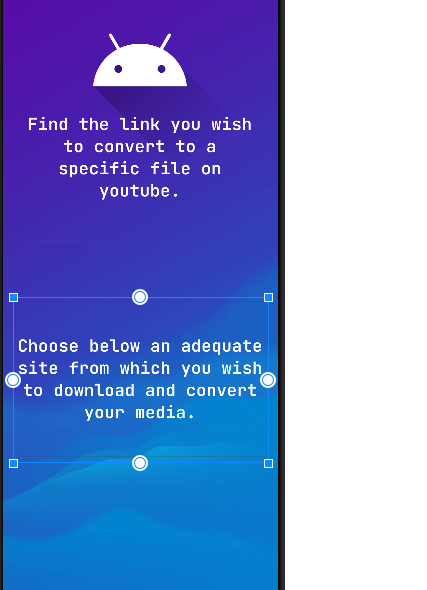 Find the link you wish
to convert to a
specific file on
youtube.
Choose below an adequate
site from which you wish
to download and convert
your media.